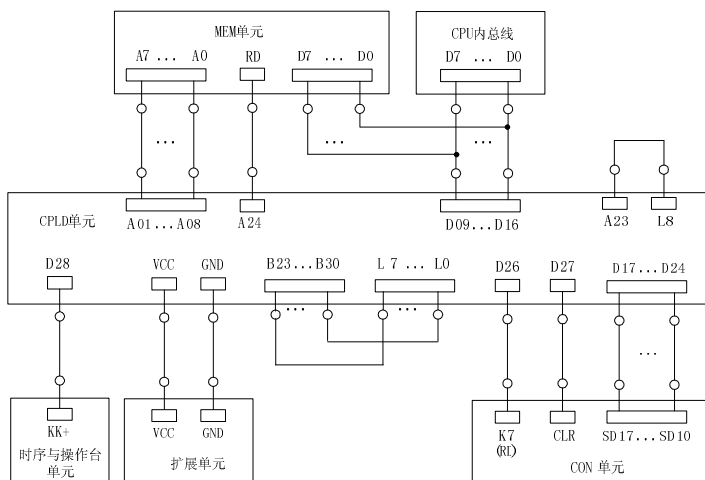 MEM单元
CPU内总线
A7 ... A0 RD D7 ... D0
D7 ... D0
... ... ...
CPLD单元
A01...A08 A24 D09...D16 A23 L8
D28 VCC GND B23...B30 L7 ... L0 D26 D27 D17...D24
... ...
...
KK+ VCC GND K7 CLR SD17...SD10
(RD)
时序与操作台
单元
扩展单元
CON 单元